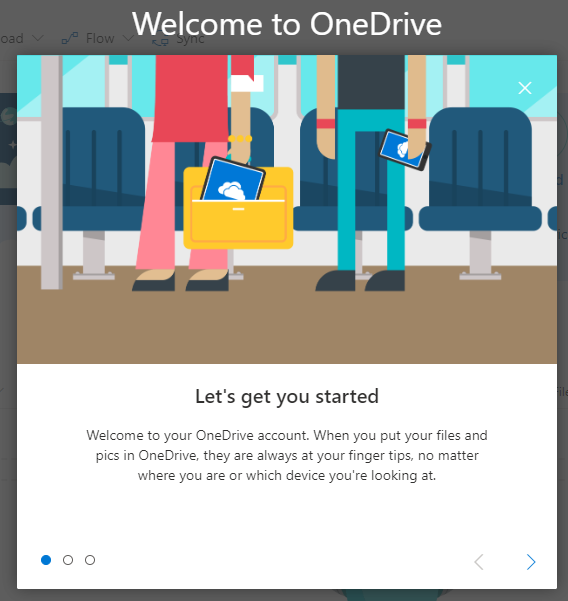 Welcome to OneDrive
oad Flow Sync
Let's get you started
Welcome to your OneDrive account. When you put your files and
pics in OneDrive, they are always at your finger tips, no matter
where you are or which device you're looking at.